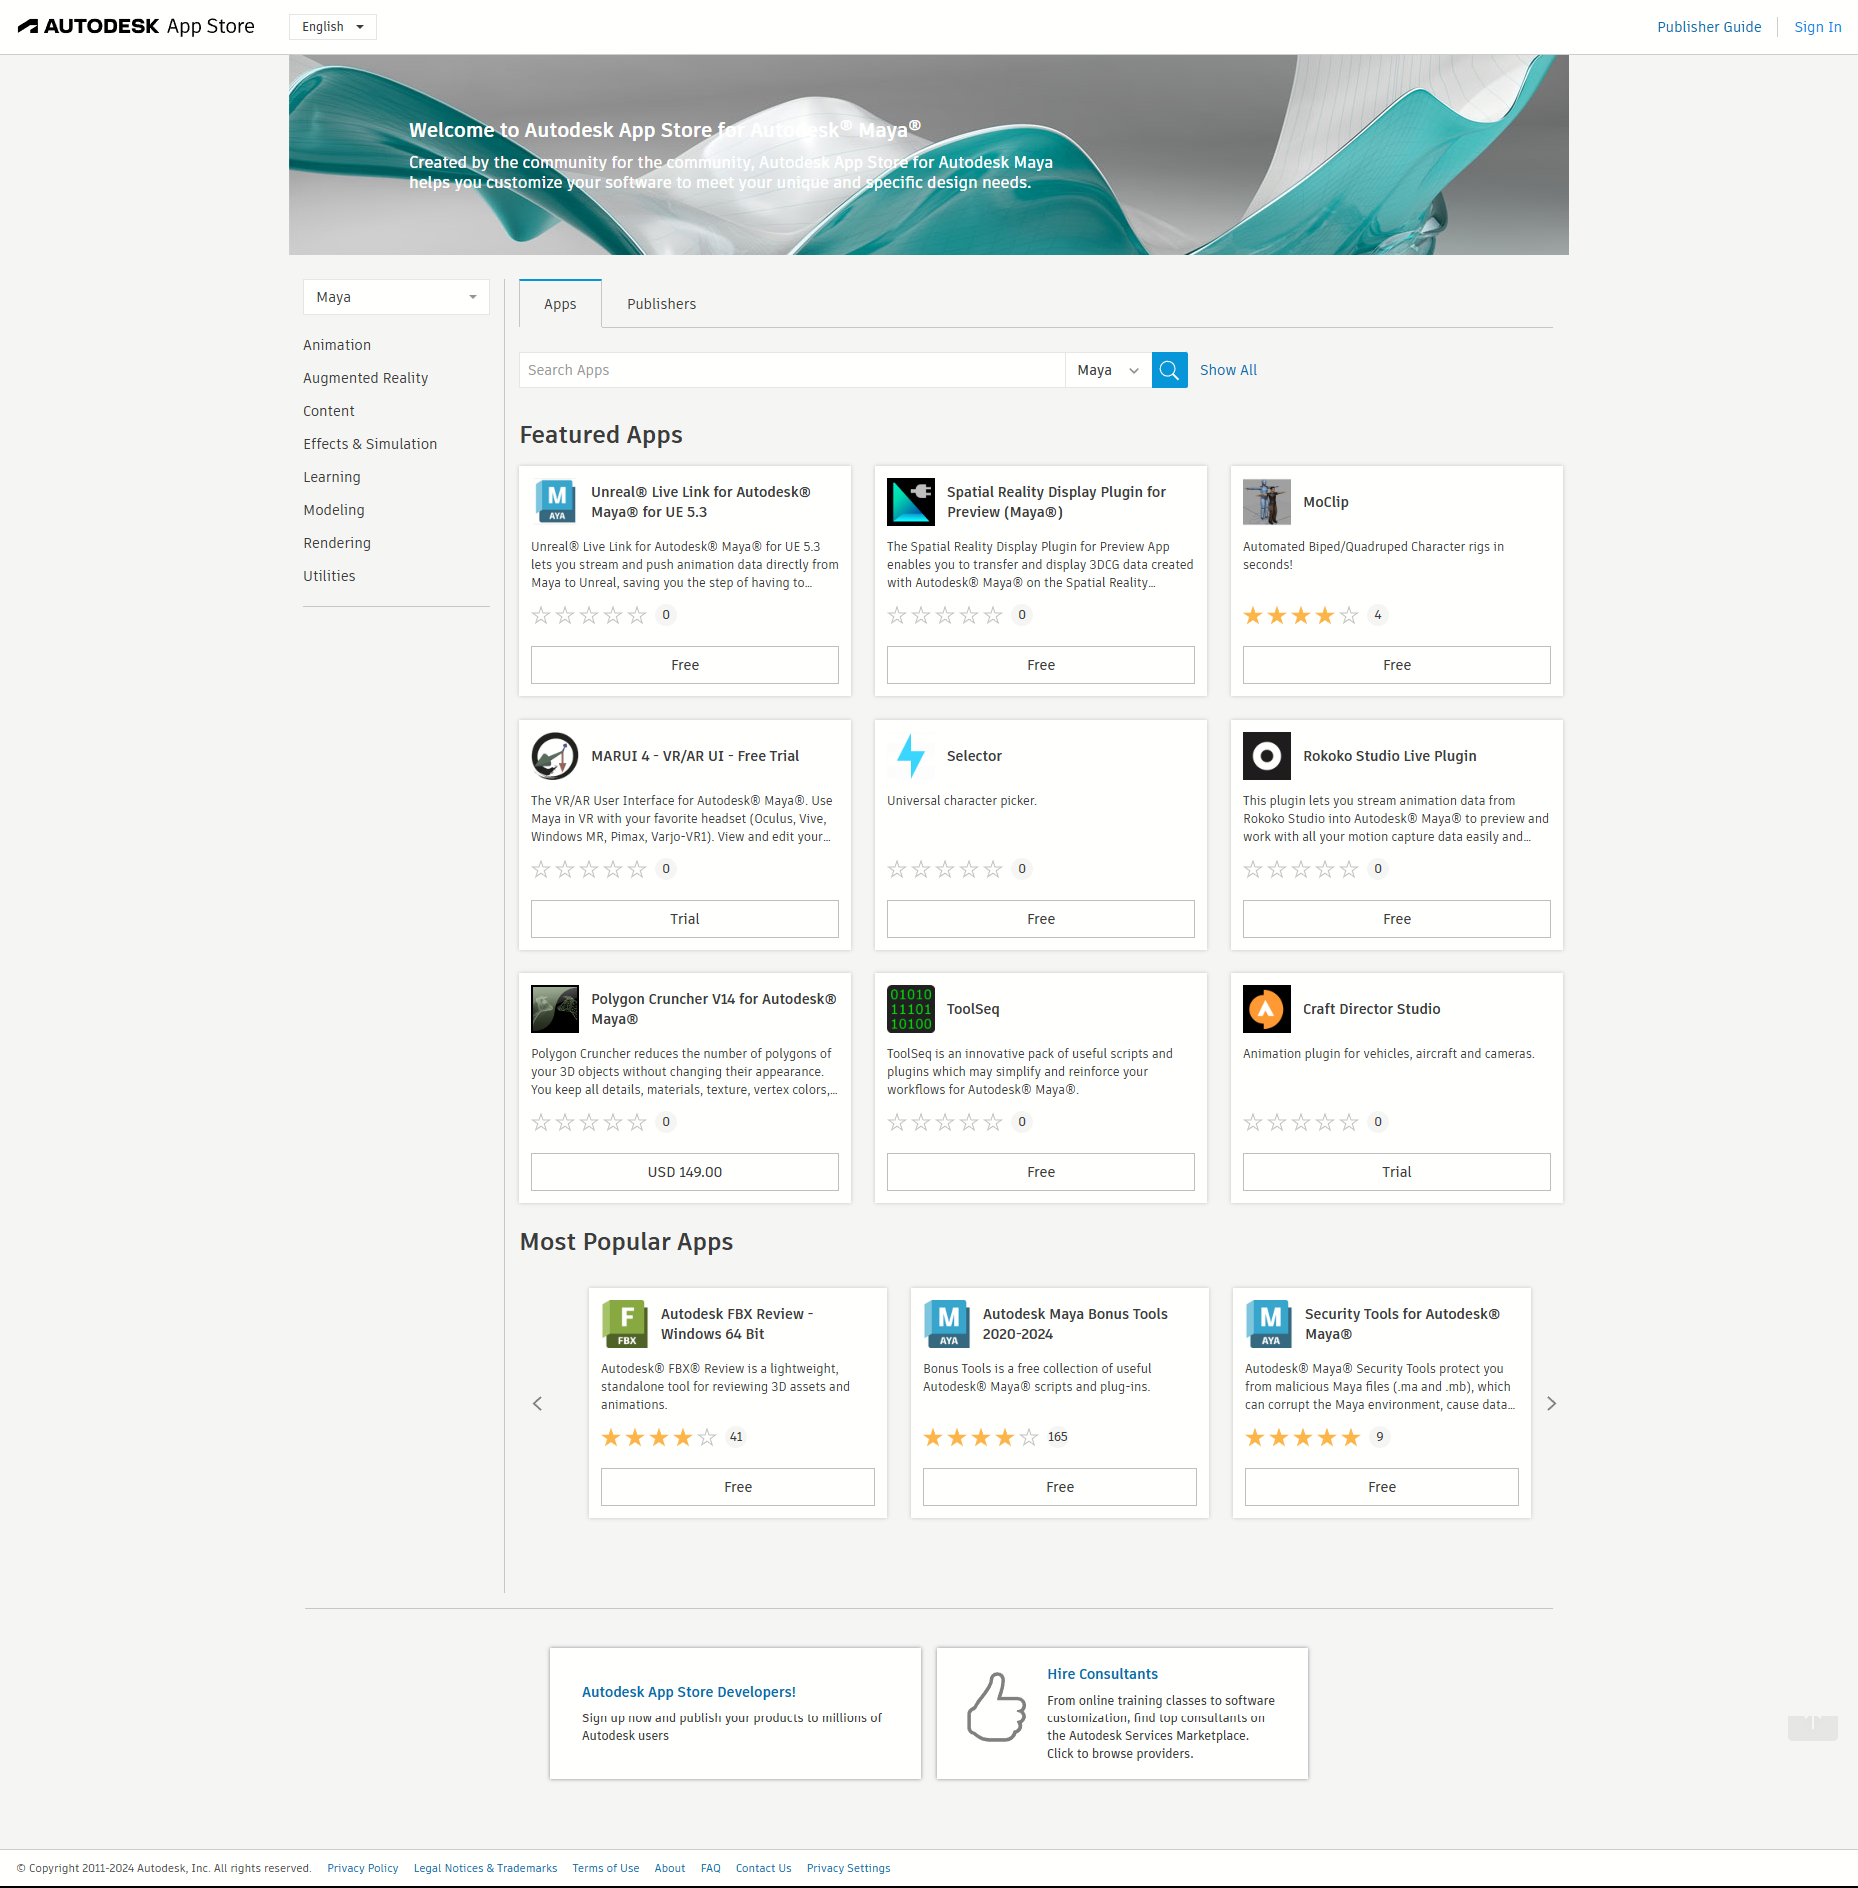 AUTODESK App Store
English
Publisher Guide
Sign In
Welcome to Autodesk App Store for Autodesk® Maya®
Created by the community for the community, Autodesk App Store for Autodesk Maya
helps you customize your software to meet your unique and specific design needs.
Maya
Animation
Augmented Reality
Content
Effects & Simulation
Learning
Modeling
Rendering
Utilities
Apps
Publishers
Search Apps
Maya
Show All
Featured Apps
M
AYA
Unreal® Live Link for Autodesk®
Maya® for UE 5.3
Unreal® Live Link for Autodesk® Maya® for UE 5.3
lets you stream and push animation data directly from
Maya to Unreal, saving you the step of having to...
0
Free
Spatial Reality Display Plugin for
Preview (Maya®)
The Spatial Reality Display Plugin for Preview App
enables you to transfer and display 3DCG data created
with Autodesk® Maya® on the Spatial Reality...
0
Free
MoClip
Automated Biped/Quadruped Character rigs in
seconds!
4
Free
MARUI 4 - VR/AR UI - Free Trial
The VR/AR User Interface for Autodesk® Maya®. Use
Maya in VR with your favorite headset (Oculus, Vive,
Windows MR, Pimax, Varjo-VR1). View and edit your...
0
Trial
Selector
Universal character picker.
0
Free
Rokoko Studio Live Plugin
This plugin lets you stream animation data from
Rokoko Studio into Autodesk® Maya® to preview and
work with all your motion capture data easily and...
0
Free
Polygon Cruncher V14 for Autodesk®
Maya®
Polygon Cruncher reduces the number of polygons of
your 3D objects without changing their appearance.
You keep all details, materials, texture, vertex colors,...
0
USD 149.00
01010
11101
10100
ToolSeq
ToolSeq is an innovative pack of useful scripts and
plugins which may simplify and reinforce your
workflows for Autodesk® Maya®.
0
Free
Craft Director Studio
Animation plugin for vehicles, aircraft and cameras.
0
Trial
Most Popular Apps
F
FBX
Autodesk FBX Review -
Windows 64 Bit
Autodesk® FBX® Review is a lightweight,
standalone tool for reviewing 3D assets and
animations.
41
Free
M
AYA
Autodesk Maya Bonus Tools
2020-2024
Bonus Tools is a free collection of useful
Autodesk® Maya® scripts and plug-ins.
165
Free
M
AYA
Security Tools for Autodesk®
Maya®
Autodesk® Maya® Security Tools protect you
from malicious Maya files (.ma and .mb), which
can corrupt the Maya environment, cause data...
9
Free
Autodesk App Store Developers!
Sign up now and publish your products to millions of
Autodesk users
Hire Consultants
From online training classes to software
customization, find top consultants on
the Autodesk Services Marketplace.
Click to browse providers.
© Copyright 2011-2024 Autodesk, Inc. All rights reserved. Privacy Policy Legal Notices & Trademarks Terms of Use About FAQ Contact Us Privacy Settings